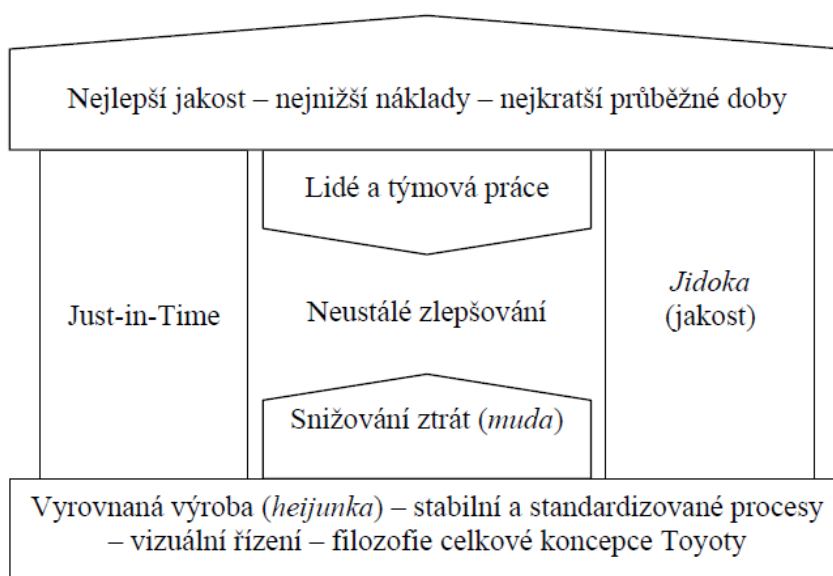 Nejlepší jakost – nejnižší náklady – nejkratší průběžné doby
Lidé a týmová práce
Just-in-Time
Neustálé zlepšování
Jidoka
(jakost)
Snižování ztrát (muda)
Vyrovnaná výroba (heijunka) – stabilní a standardizované procesy
– vizuální řízení – filozofie celkové koncepce Toyoty